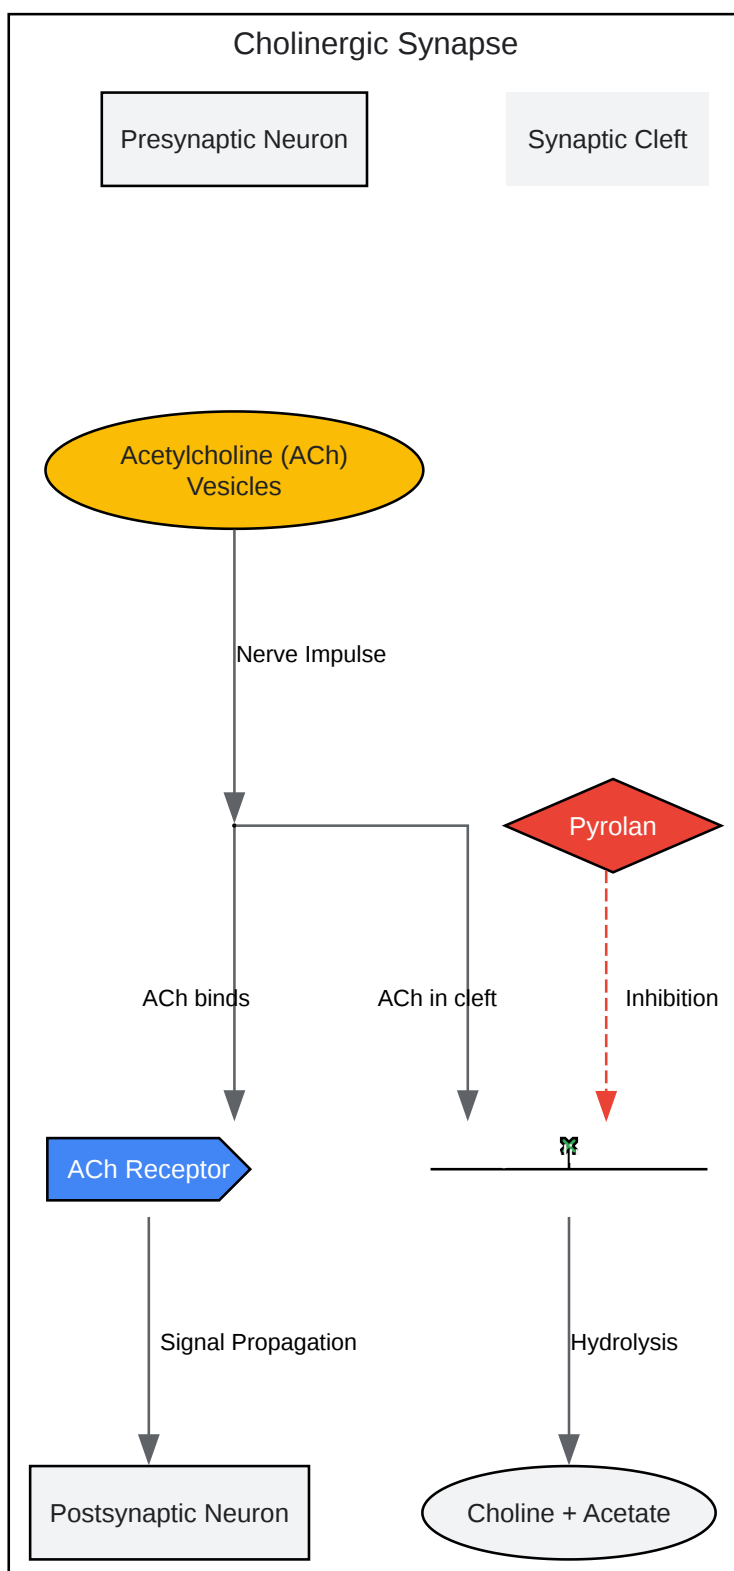 Cholinergic Synapse
Presynaptic Neuron
Synaptic Cleft
Acetylcholine (ACh)
Vesicles
Nerve Impulse
Pyrolan
ACh binds
ACh in cleft
Inhibition
ACh Receptor
Signal Propagation
Hydrolysis
Postsynaptic Neuron
Choline + Acetate